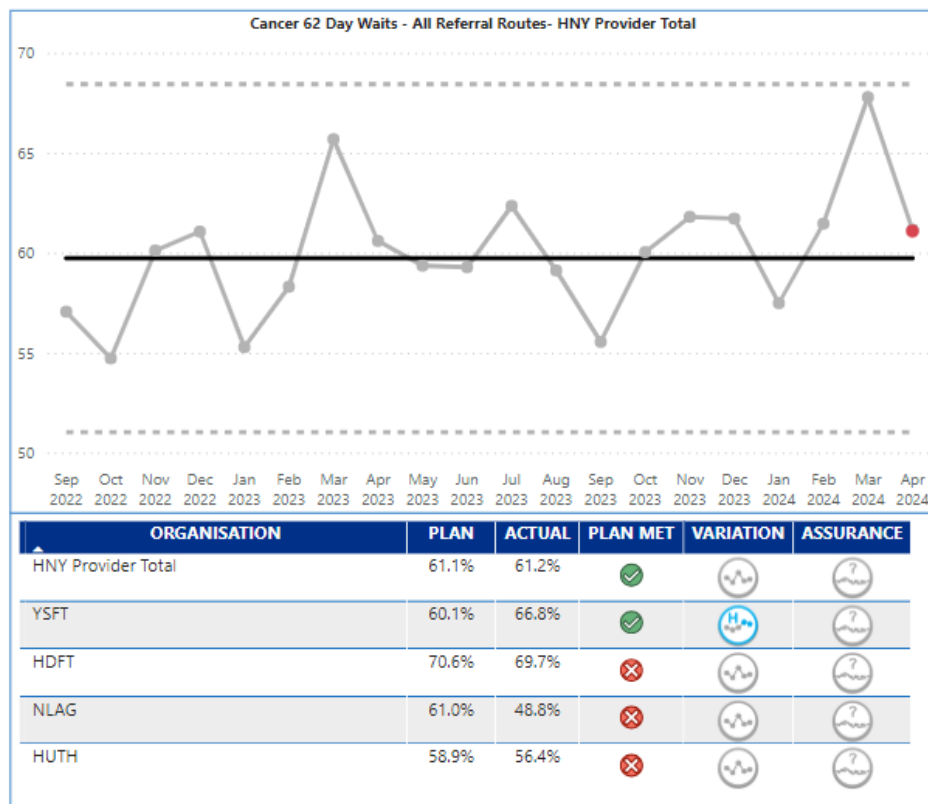 Cancer 62 Day Waits - All Referral Routes- HNY Provider Total
70
65
60
55
50
Sep Oct Nov Dec Jan Feb Mar Apr May Jun Jul Aug Sep Oct Nov Dec Jan Feb Mar Apr
2022 2022 2022 2022 2023 2023 2023 2023 2023 2023 2023 2023 2023 2023 2023 2023 2024 2024 2024 2024
ORGANISATION PLAN ACTUAL PLAN MET VARIATION ASSURANCE
HNY Provider Total 61.1% 61.2% ?
YSFT 60.1% 66.8% H ?
HDFT 70.6% 69.7% ?
NLAG 61.0% 48.8% ?
HUTH 58.9% 56.4% ?